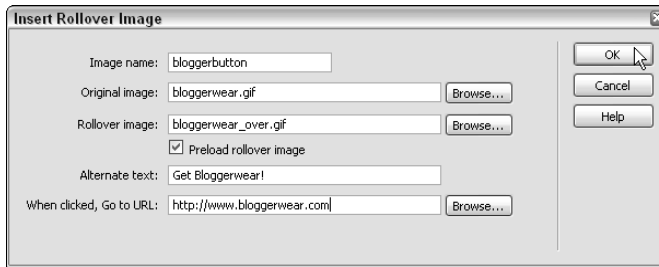 Insert Rollover Image
Image name: bloggerbutton
OK
Original image: bloggerwear.gif Browse...
Cancel
Rollover image: bloggerwear_over.gif Browse...
Help
Preload rollover image
Alternate text: Get Bloggerwear!
When clicked, Go to URL: http://www.bloggerwear.com Browse...